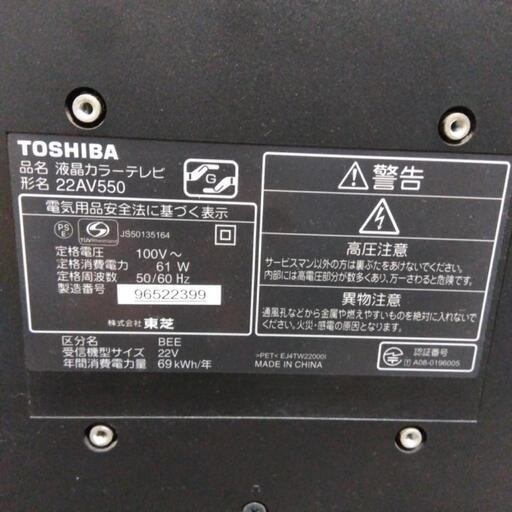 TOSHIBA
品名 液晶カラーテレビ
形名 22AV550
G
電気用品安全法に基づく表示
PS
E
TÜVRheinland
JS50135164
定格電圧 100V～
定格消費電力 61 W
定格周波数 50/60 Hz
製造番号 96522399
株式会社 東芝
区分名 BEE
受信機型サイズ 22V
年間消費電力量 69 kWh/年
警告
高圧注意
サービスマン以外の方は裏ぶたをあけないでください。
内部には高電圧部分が数多くあり、万一さわると危険です。
異物注意
通風孔などから金属や燃えやすいものを絶対に入れないで
ください。火災・感電の原因となります。
>PET< EJ4TW22000I
MADE IN CHINA
認証番号
T A08-0196005